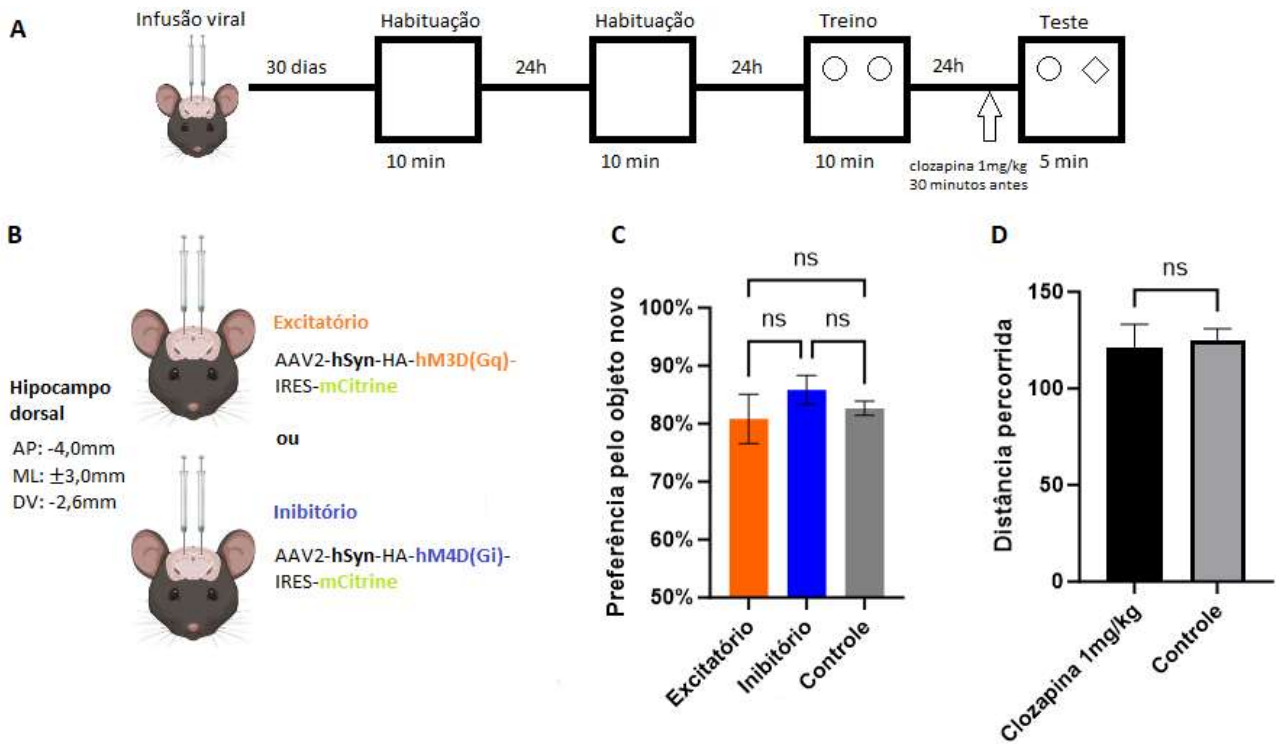 A
Infusão viral
30 dias
Habituação
10 min
24h
Habituação
10 min
24h
Treino
10 min
24h
clozapina 1mg/kg
30 minutos antes
Teste
5 min
B
Hipocampo
dorsal
AP: -4,0mm
ML: ±3,0mm
DV: -2,6mm
Excitatório
AAV2-hSyn-HA-hM3D(Gq)-
IRES-mCitrine
ou
Inibitório
AAV2-hSyn-HA-hM4D(Gi)-
IRES-mCitrine
C
Preferência pelo objeto novo
100%
90%
80%
70%
60%
50%
ns
ns
ns
Excitatório
Inibitório
Controle
D
Distância percorrida
150
100
50
0
ns
Clozapina 1mg/kg
Controle